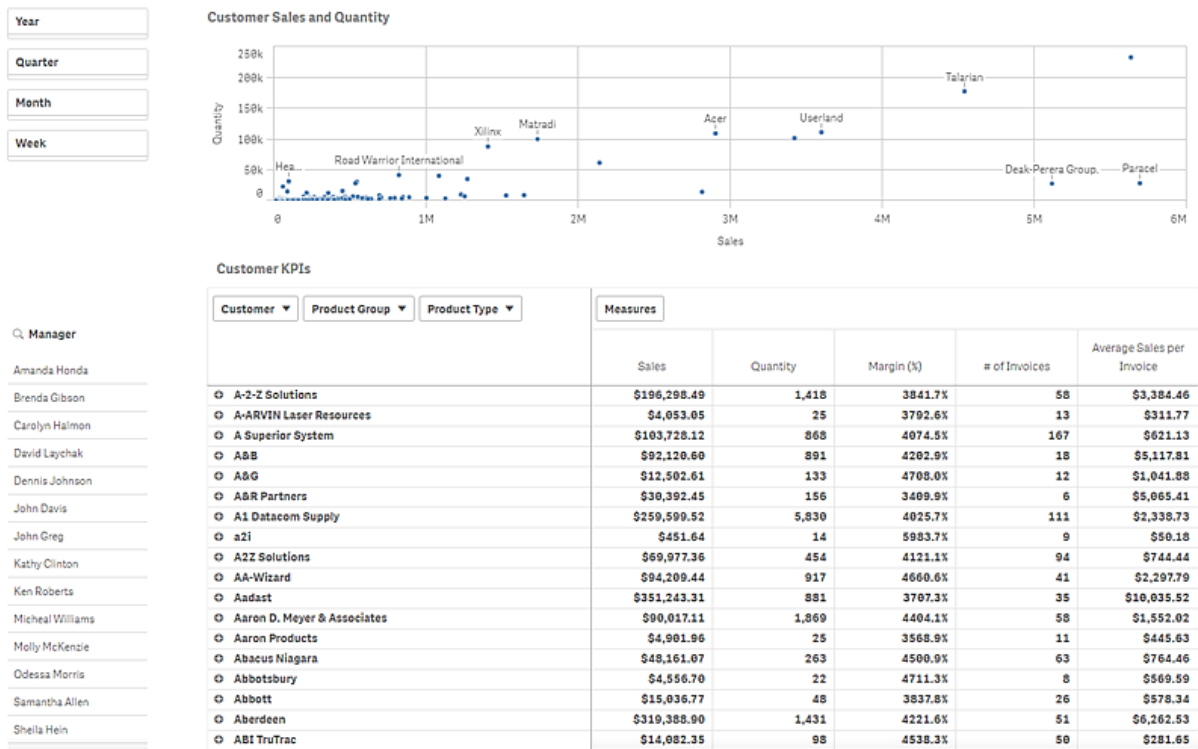 Year
Quarter
Month
Week
Customer Sales and Quantity
250k
200k
150k
100k
50k
0
Quantity
Talarian
Acer
Userland
Matradi
Xilinx
Road Warrior International
Hea...
Deak-Perera Group.
Paracel
0 1M 2M 3M 4M 5M 6M
Sales
Customer KPIs
Customer Product Group Product Type Measures
Sales Quantity Margin (%) # of Invoices Average Sales per Invoice
A-2-Z Solutions $196,298.49 1,418 3841.7% 58 $3,384.46
A-ARVIN Laser Resources $4,053.05 25 3792.6% 13 $311.77
A Superior System $103,728.12 868 4074.5% 167 $621.13
A&B $92,120.60 891 4202.9% 18 $5,117.81
A&G $12,502.61 133 4708.0% 12 $1,041.88
A&R Partners $30,392.45 156 3409.9% 6 $5,065.41
A1 Datacom Supply $259,599.52 5,830 4025.7% 111 $2,338.73
a2i $451.64 14 5983.7% 9 $50.18
A2Z Solutions $69,977.36 454 4121.1% 94 $744.44
AA-Wizard $94,209.44 917 4660.6% 41 $2,297.79
Aadast $351,243.31 881 3707.3% 35 $10,035.52
Aaron D. Meyer & Associates $90,017.11 1,869 4404.1% 58 $1,552.02
Aaron Products $4,901.96 25 3568.9% 11 $445.63
Abacus Niagara $48,161.07 263 4500.9% 63 $764.46
Abbotsbury $4,556.70 22 4711.3% 8 $569.59
Abbott $15,036.77 48 3837.8% 26 $578.34
Aberdeen $319,388.90 1,431 4221.6% 51 $6,262.53
ABI TruTrac $14,082.35 98 4538.3% 50 $281.65
Manager
Amanda Honda
Brenda Gibson
Carolyn Halmon
David Laychak
Dennis Johnson
John Davis
John Greg
Kathy Clinton
Ken Roberts
Micheal Williams
Molly McKenzie
Odessa Morris
Samantha Allen
Sheila Hein